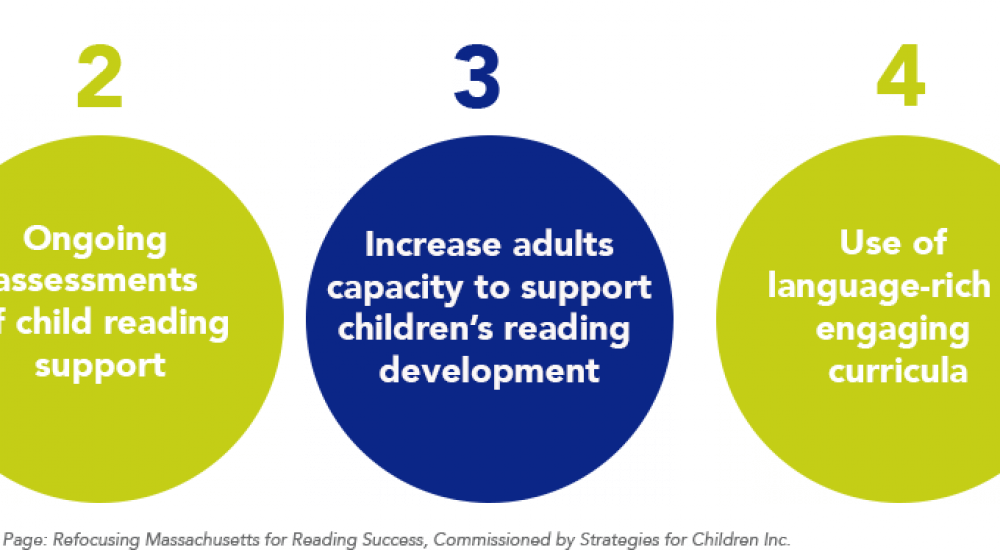 2
Ongoing
assessments
f child reading
support
3
Increase adults
capacity to support
children's reading
development
4
Use of
language-rich
engaging
curricula
Page: Refocusing Massachusetts for Reading Success, Commissioned by Strategies for Children Inc.